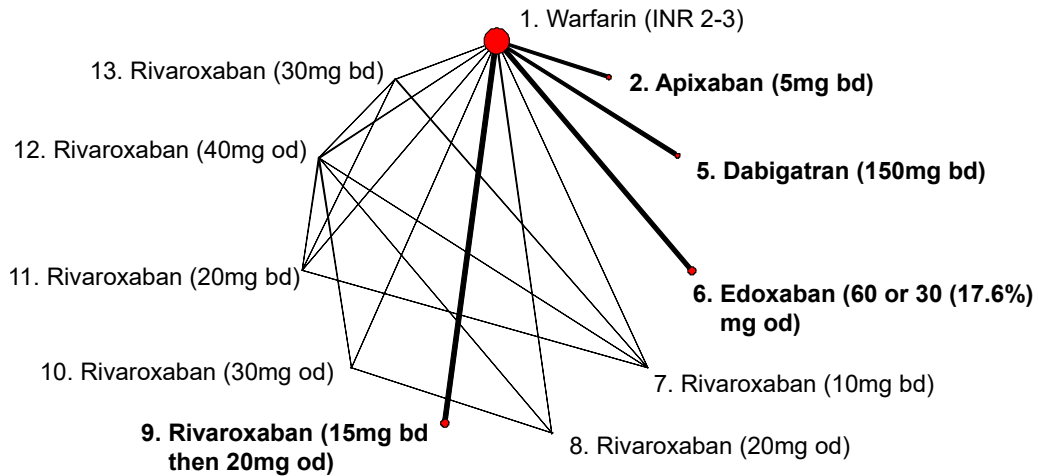 1. Warfarin (INR 2-3)
13. Rivaroxaban (30mg bd)
2. Apixaban (5mg bd)
12. Rivaroxaban (40mg od)
5. Dabigatran (150mg bd)
11. Rivaroxaban (20mg bd)
6. Edoxaban (60 or 30 (17.6%)
mg od)
10. Rivaroxaban (30mg od)
7. Rivaroxaban (10mg bd)
9. Rivaroxaban (15mg bd
then 20mg od)
8. Rivaroxaban (20mg od)